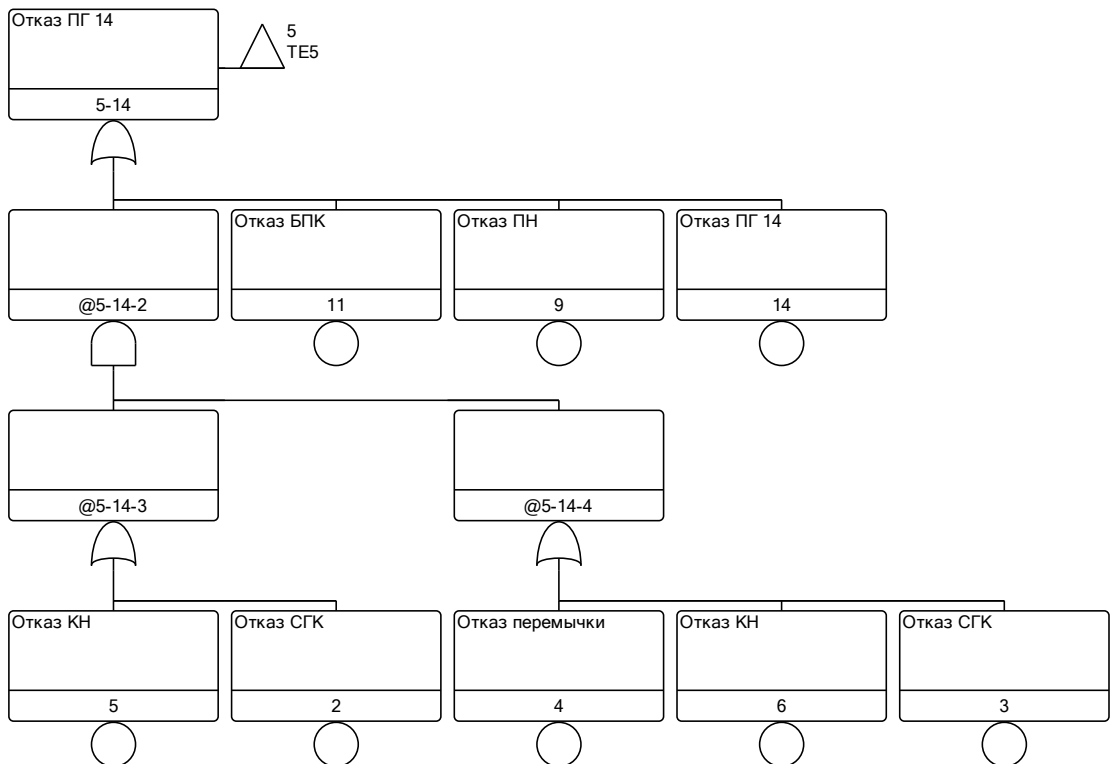 Отказ ПГ 14
5
TE5
5-14
Отказ БПК
Отказ ПН
Отказ ПГ 14
@5-14-2
11
9
14
@5-14-3
@5-14-4
Отказ КН
Отказ СГК
Отказ перемычки
Отказ КН
Отказ СГК
5
2
4
6
3